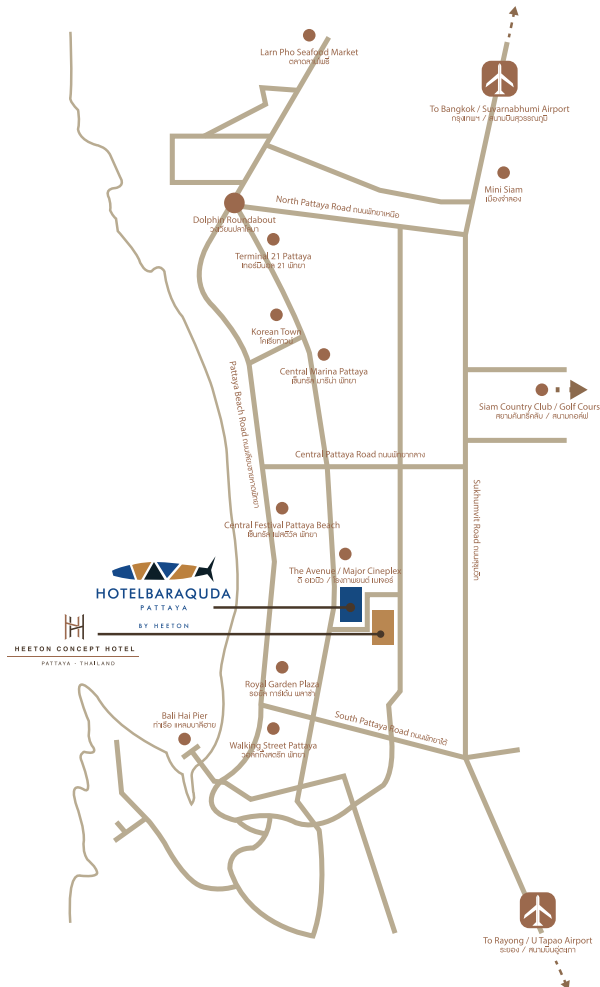 Larn Pho Seafood Market
ตลาดลานโพธิ์
To Bangkok / Suvarnabhumi Airport
กรุงเทพฯ / สนามบินสุวรรณภูมิ
Mini Siam
เมืองจำลอง
North Pattaya Road ถนนพัทยาเหนือ
Dolphin Roundabout
วงเวียนปลาโลมา
Terminal 21 Pattaya
เทอร์มินอล 21 พัทยา
Korean Town
โคเรียทาวน์
Central Marina Pattaya
เซ็นทรัล มารีน่า พัทยา
Pattaya Beach Road ถนนเลียบชายหาดพัทยา
Siam Country Club / Golf Cours
สยามคันทรีคลับ / สนามกอล์ฟ
Central Pattaya Road ถนนพัทยากลาง
Sukhumvit Road ถนนสุขุมวิท
Central Festival Pattaya Beach
เซ็นทรัล เฟสติวัล พัทยา
The Avenue / Major Cineplex
ดิ อเวนิว / โรงภาพยนต์ เมเจอร์
HOTELBARAQUDA
PATTAYA
BY HEETON
HEETON CONCEPT HOTEL
PATTAYA - THAILAND
Royal Garden Plaza
รอยัล การ์เด้น พลาซ่า
South Pattaya Road ถนนพัทยาใต้
Bali Hai Pier
ท่าเรือ แหลมบาลีฮาย
Walking Street Pattaya
วอล์คกิ้งสตรีท พัทยา
To Rayong / U Tapao Airport
ระยอง / สนามบินอู่ตะเภา